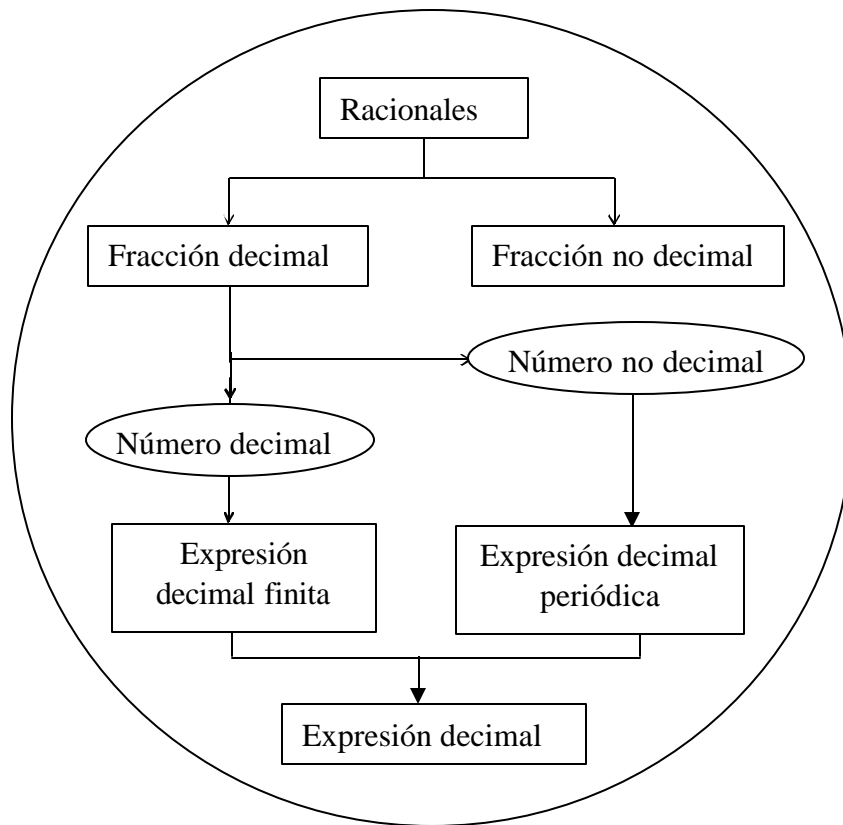 Racionales
Fracción decimal
Fracción no decimal
Número no decimal
Número decimal
Expresión
decimal finita
Expresión decimal
periódica
Expresión decimal